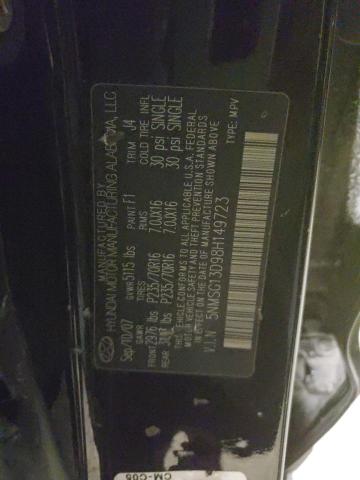 MANUFACTURED BY
HYUNDAI MOTOR MANUFACTURING ALABAMA, LLC
Sep/10/07 GVWR 5115 lbs PAINT F1 TRIM J4
GAWR TIRES RIMS COLD TIRE INFL
FRONT 2976 lbs P235/70R16 7.0JX16 30 psi SINGLE
REAR lbs P235/70R16 7.0JX16 30 psi SINGLE
THIS VEHICLE CONFORMS TO ALL APPLICABLE U.S.A. FEDERAL
MOTOR VEHICLE SAFETY AND THEFT PREVENTION STANDARDS
IN EFFECT ON THE DATE OF MANUFACTURE SHOWN ABOVE
V.I.N 5NMSG13D98H149723 TYPE: MPV
CM-C05